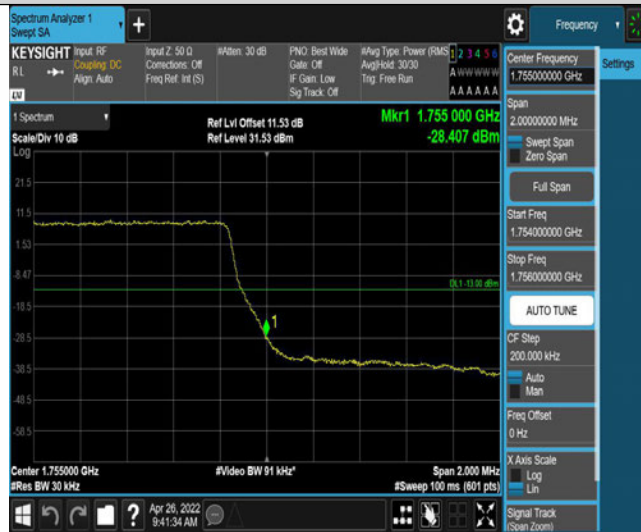 Spectrum Analyzer 1
Swept SA
Frequency
KEYSIGHT
RL
Input: RF
Coupling: DC
Align: Auto
Input Z: 50 Ω
Corrections: Off
Freq Ref: Int (S)
#Atten: 30 dB
PNO: Best Wide
Gate: Off
IF Gain: Low
Sig Track: Off
#Avg Type: Power (RMS
Avg|Hold: 30/30
Trig: Free Run
1 2 3 4 5 6
A W W W W W
A A A A A A
1 Spectrum
Scale/Div 10 dB
Log
Ref Lvl Offset 11.53 dB
Ref Level 31.53 dBm
Mkr1 1.755 000 GHz
-28.407 dBm
21.5
11.5
1.53
-8.47
-18.5
-28.5
-38.5
-48.5
-58.5
DL1 -13.00 dBm
1
Center 1.755000 GHz
#Res BW 30 kHz
#Video BW 91 kHz*
Span 2.000 MHz
#Sweep 100 ms (601 pts)
Apr 26, 2022
9:41:34 AM
Center Frequency
1.755000000 GHz
Settings
Span
2.00000000 MHz
Swept Span
Zero Span
Full Span
Start Freq
1.754000000 GHz
Stop Freq
1.756000000 GHz
AUTO TUNE
CF Step
200.000 kHz
Auto
Man
Freq Offset
0 Hz
X Axis Scale
Log
Lin
Signal Track
(Span Zoom)